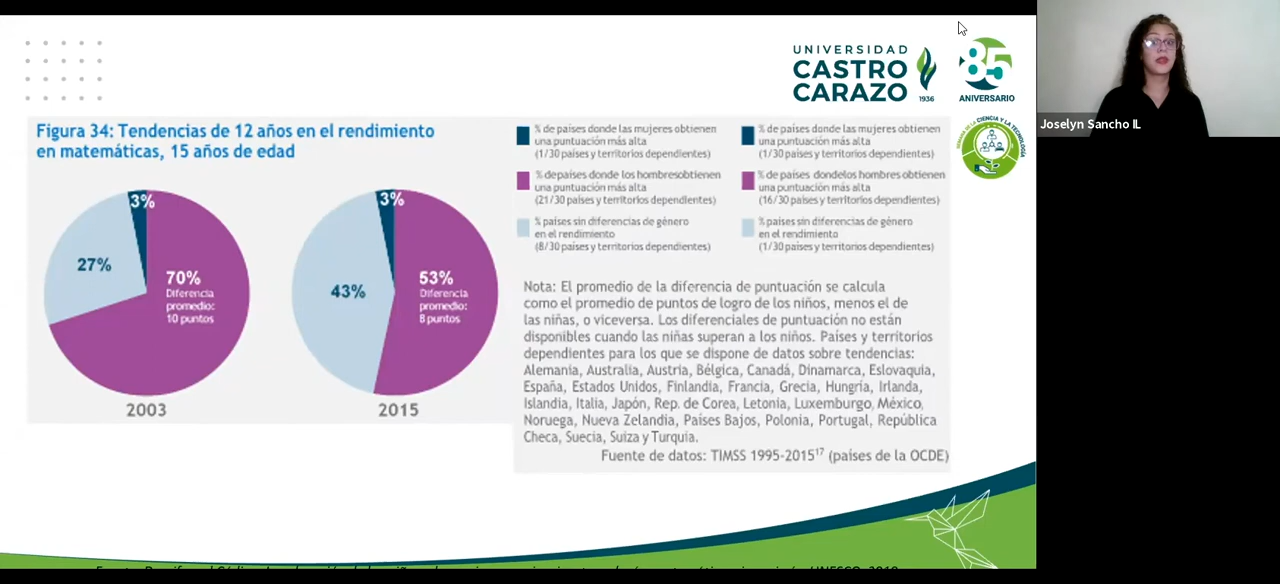 UNIVERSIDAD
CASTRO
CARAZO
1936
85
ANIVERSARIO
SEMANA DE LA CIENCIA Y LA TECNOLOGÍA
Joselyn Sancho IL
Figura 34: Tendencias de 12 años en el rendimiento
en matemáticas, 15 años de edad
3%
27%
70%
Diferencia
promedio:
10 puntos
2003
3%
43%
53%
Diferencia
promedio:
8 puntos
2015
% de países donde las mujeres obtienen
una puntuación más alta
(1/30 países y territorios dependientes)
% depaíses donde los hombresobtienen
una puntuación más alta
(21/30 países y territorios dependientes)
% países sin diferencias de género
en el rendimiento
(8/30 países y territorios dependientes)
% de países donde las mujeres obtienen
una puntuación más alta
(1/30 países y territorios dependientes)
% de países dondelos hombres obtienen
una puntuación más alta
(16/30 países y territorios dependientes)
% países sin diferencias de género
en el rendimiento
(1/30 países y territorios dependientes)
Nota: El promedio de la diferencia de puntuación se calcula
como el promedio de puntos de logro de los niños, menos el de
las niñas, o viceversa. Los diferenciales de puntuación no están
disponibles cuando las niñas superan a los niños. Países y territorios
dependientes para los que se dispone de datos sobre tendencias:
Alemania, Australia, Austria, Bélgica, Canadá, Dinamarca, Eslovaquia,
España, Estados Unidos, Finlandia, Francia, Grecia, Hungría, Irlanda,
Islandia, Italia, Japón, Rep. de Corea, Letonia, Luxemburgo, México,
Noruega, Nueva Zelandia, Países Bajos, Polonia, Portugal, República
Checa, Suecia, Suiza y Turquia.
Fuente de datos: TIMSS 1995-2015¹⁷ (países de la OCDE)